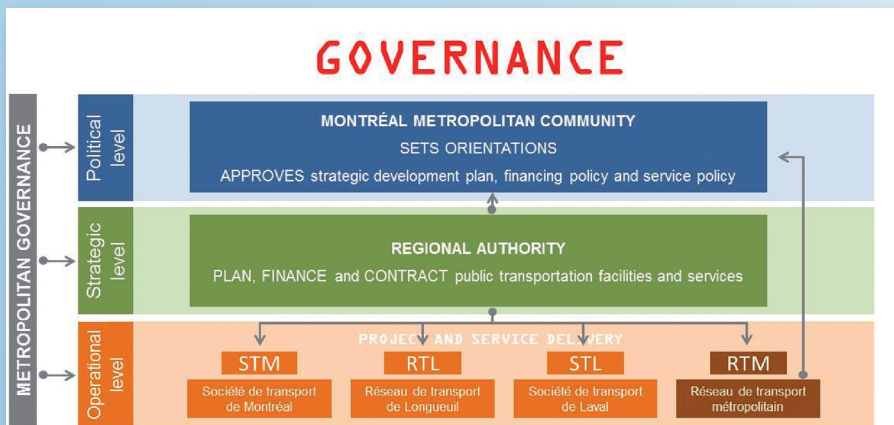 GOVERNANCE
METROPOLITAN GOVERNANCE
Political
level
MONTRÉAL METROPOLITAN COMMUNITY
SETS ORIENTATIONS
APPROVES strategic development plan, financing policy and service policy
Strategic
level
REGIONAL AUTHORITY
PLAN, FINANCE and CONTRACT public transportation facilities and services
Operational
level
PROJECT AND SERVICE DELIVERY
STM
Société de transport
de Montréal
RTL
Réseau de transport
de Longueuil
STL
Société de transport
de Laval
RTM
Réseau de transport
métropolitain